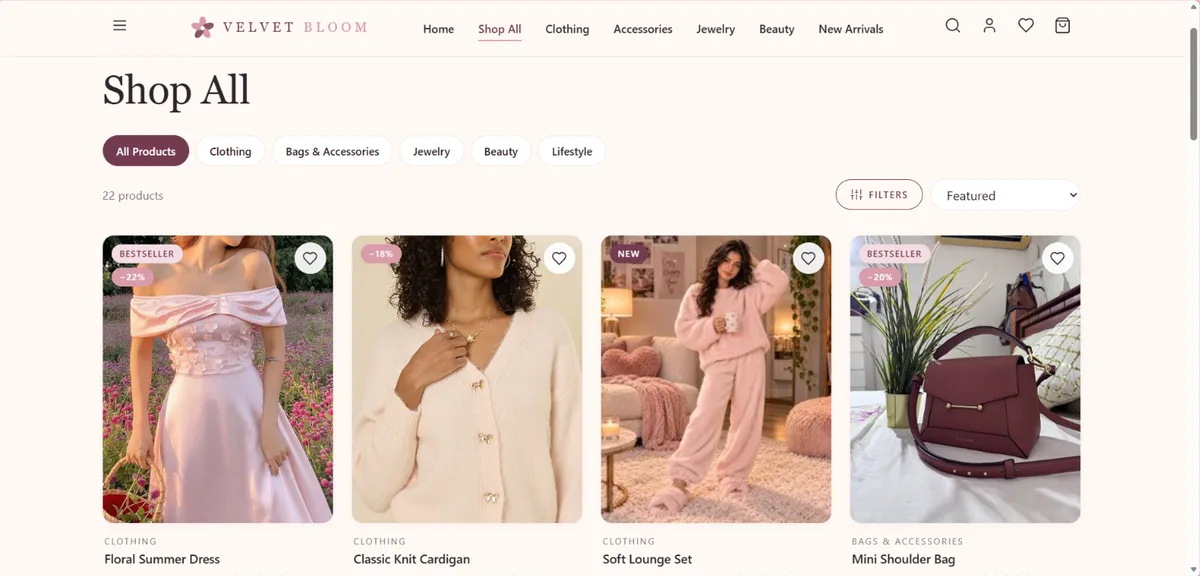 VELVET BLOOM
Home Shop All Clothing Accessories Jewelry Beauty New Arrivals
Shop All
All Products Clothing Bags & Accessories Jewelry Beauty Lifestyle
22 products
FILTERS Featured
BESTSELLER
−22%
−18%
NEW
BESTSELLER
−20%
CLOTHING
Floral Summer Dress
CLOTHING
Classic Knit Cardigan
CLOTHING
Soft Lounge Set
BAGS & ACCESSORIES
Mini Shoulder Bag